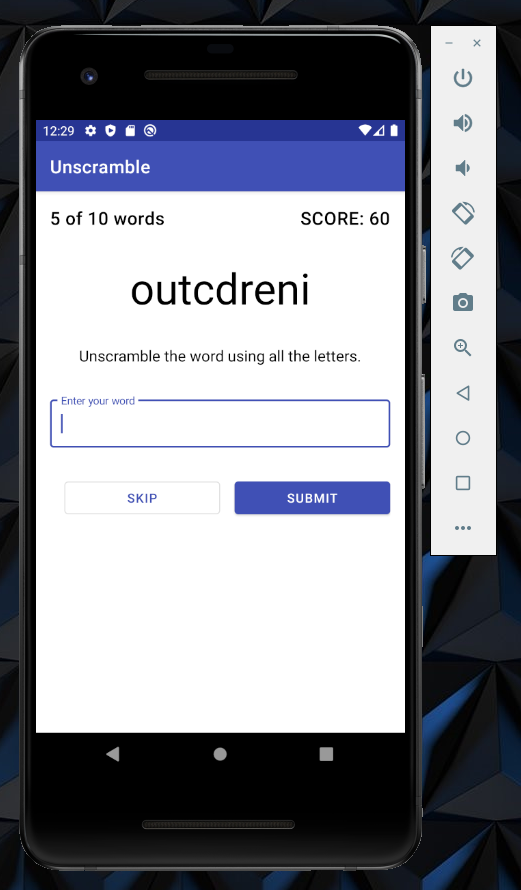 12:29
Unscramble
5 of 10 words SCORE: 60
outcdreni
Unscramble the word using all the letters.
Enter your word
SKIP SUBMIT